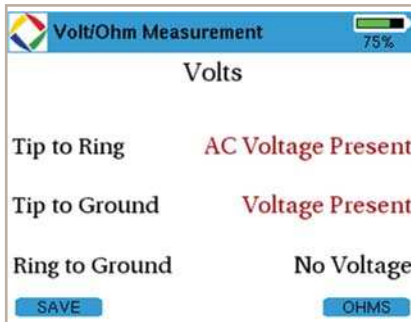 Volt/Ohm Measurement 75%
Volts
Tip to Ring AC Voltage Present
Tip to Ground Voltage Present
Ring to Ground No Voltage
SAVE OHMS